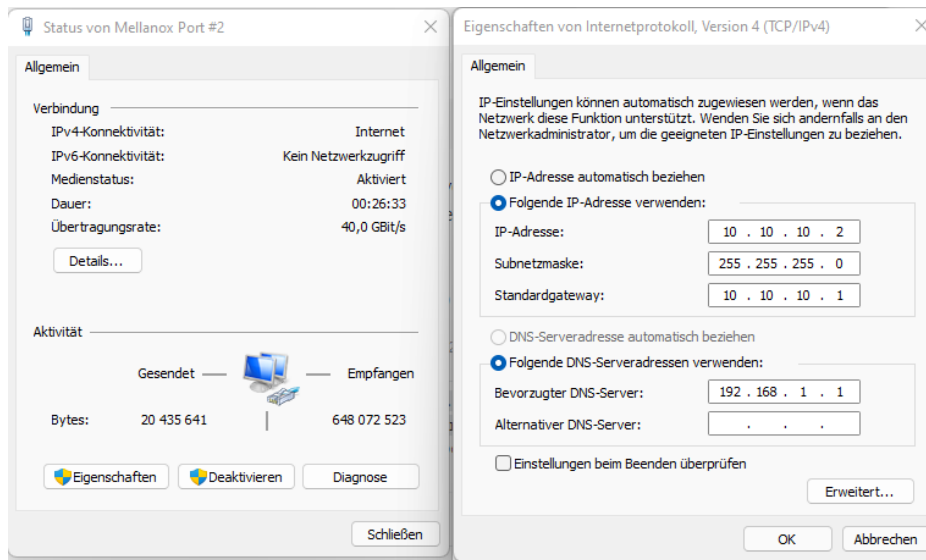 Status von Mellanox Port #2
Allgemein
Verbindung
IPv4-Konnektivität: Internet
IPv6-Konnektivität: Kein Netzwerkzugriff
Medienstatus: Aktiviert
Dauer: 00:26:33
Übertragungsrate: 40,0 GBit/s
Details...
Aktivität
Gesendet Empfangen
Bytes: 20 435 641 648 072 523
Eigenschaften Deaktivieren Diagnose
Schließen
Eigenschaften von Internetprotokoll, Version 4 (TCP/IPv4)
Allgemein
IP-Einstellungen können automatisch zugewiesen werden, wenn das
Netzwerk diese Funktion unterstützt. Wenden Sie sich andernfalls an den
Netzwerkadministrator, um die geeigneten IP-Einstellungen zu beziehen.
IP-Adresse automatisch beziehen
Folgende IP-Adresse verwenden:
IP-Adresse: 10 . 10 . 10 . 2
Subnetzmaske: 255 . 255 . 255 . 0
Standardgateway: 10 . 10 . 10 . 1
DNS-Serveradresse automatisch beziehen
Folgende DNS-Serveradressen verwenden:
Bevorzugter DNS-Server: 192 . 168 . 1 . 1
Alternativer DNS-Server: . . .
Einstellungen beim Beenden überprüfen
Erweitert...
OK Abbrechen